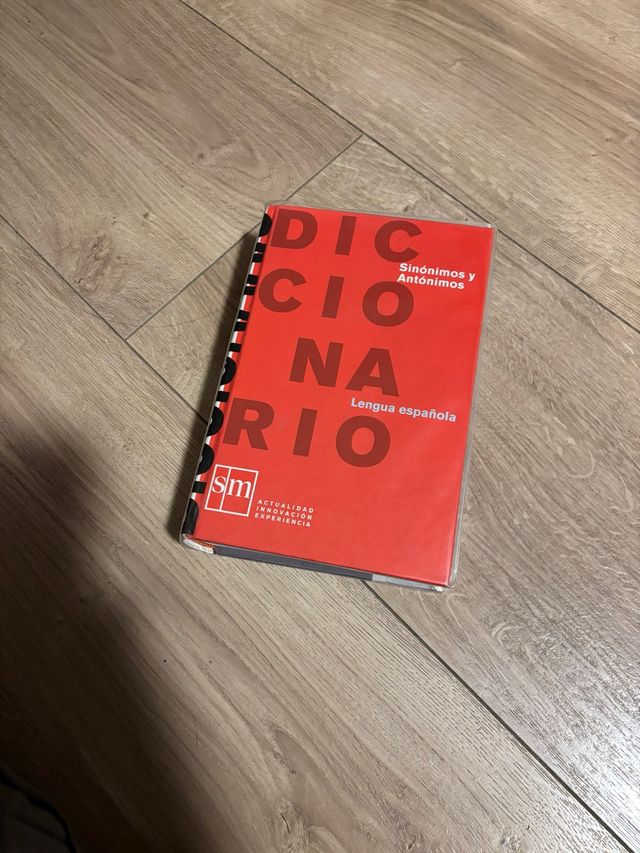 DIC
Sinónimos y
Antónimos
CIO
NA
Lengua española
RIO
sm
ACTUALIDAD
INNOVACIÓN
EXPERIENCIA